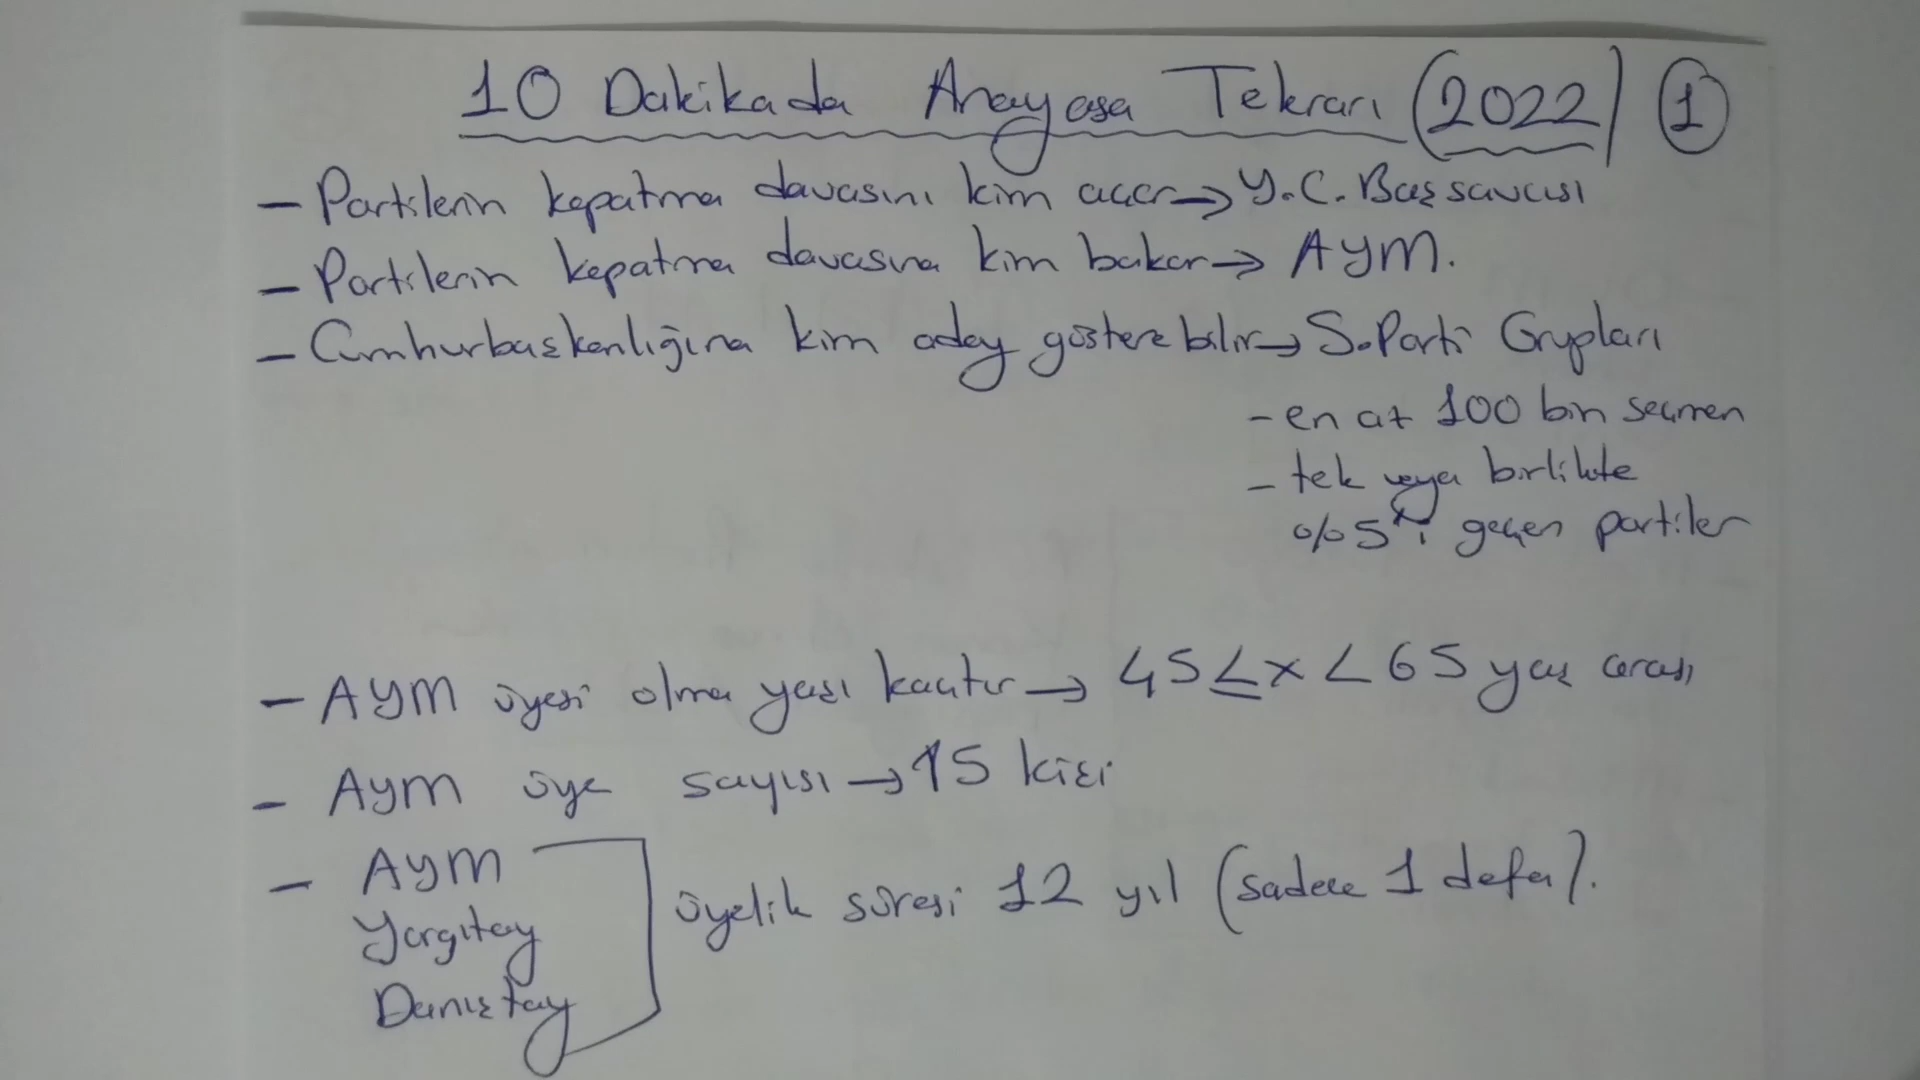 10 Dakikada Anayasa Tekrarı (2022) 1
- Partilerin kapatma davasını kim açar → Y.C. Başsavcısı
- Partilerin kapatma davasına kim bakar → AYM.
- Cumhurbaşkanlığına kim aday gösterebilir → S.Parti Grupları
- en az 100 bin seçmen
- tek veya birlikte
%5'i geçen partiler
- AYM üyesi olma yaşı kaçtır → 45 ≤ x < 65 yaş arası
- AYM üye sayısı → 15 kişi
- AYM
Yargıtay
Danıştay
üyelik süresi 12 yıl (sadece 1 defa).